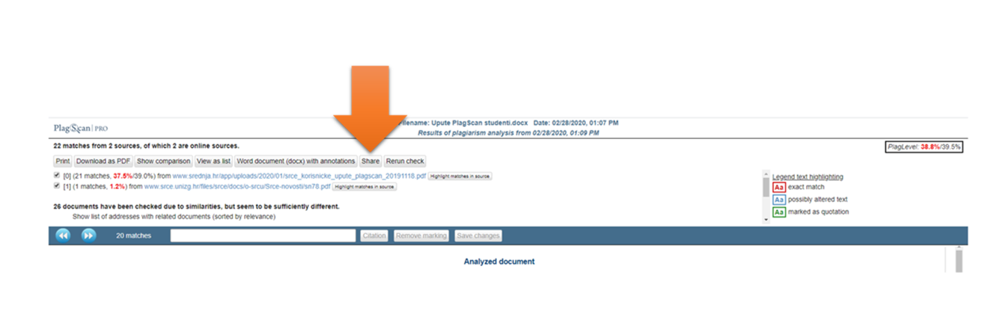 PlagScan | PRO
Filename: Upute PlagScan studenti.docx Date: 02/28/2020, 01:07 PM
Results of plagiarism analysis from 02/28/2020, 01:09 PM
22 matches from 2 sources, of which 2 are online sources.
PlagLevel: 38.8%/39.5%
Print Download as PDF Show comparison View as list Word document (docx) with annotations Share Rerun check
[0] (21 matches, 37.5%/39.0%) from www.srednja.hr/app/uploads/2020/01/srce_korisnicke_upute_plagscan_20191118.pdf Highlight matches in source
[1] (1 matches, 1.2%) from www.srce.unizg.hr/files/srce/docs/o-srcu/Srce-novosti/sn78.pdf Highlight matches in source
Legend text highlighting
Aa exact match
Aa possibly altered text
Aa marked as quotation
26 documents have been checked due to similarities, but seem to be sufficiently different.
Show list of addresses with related documents (sorted by relevance)
20 matches Citation Remove marking Save changes
Analyzed document